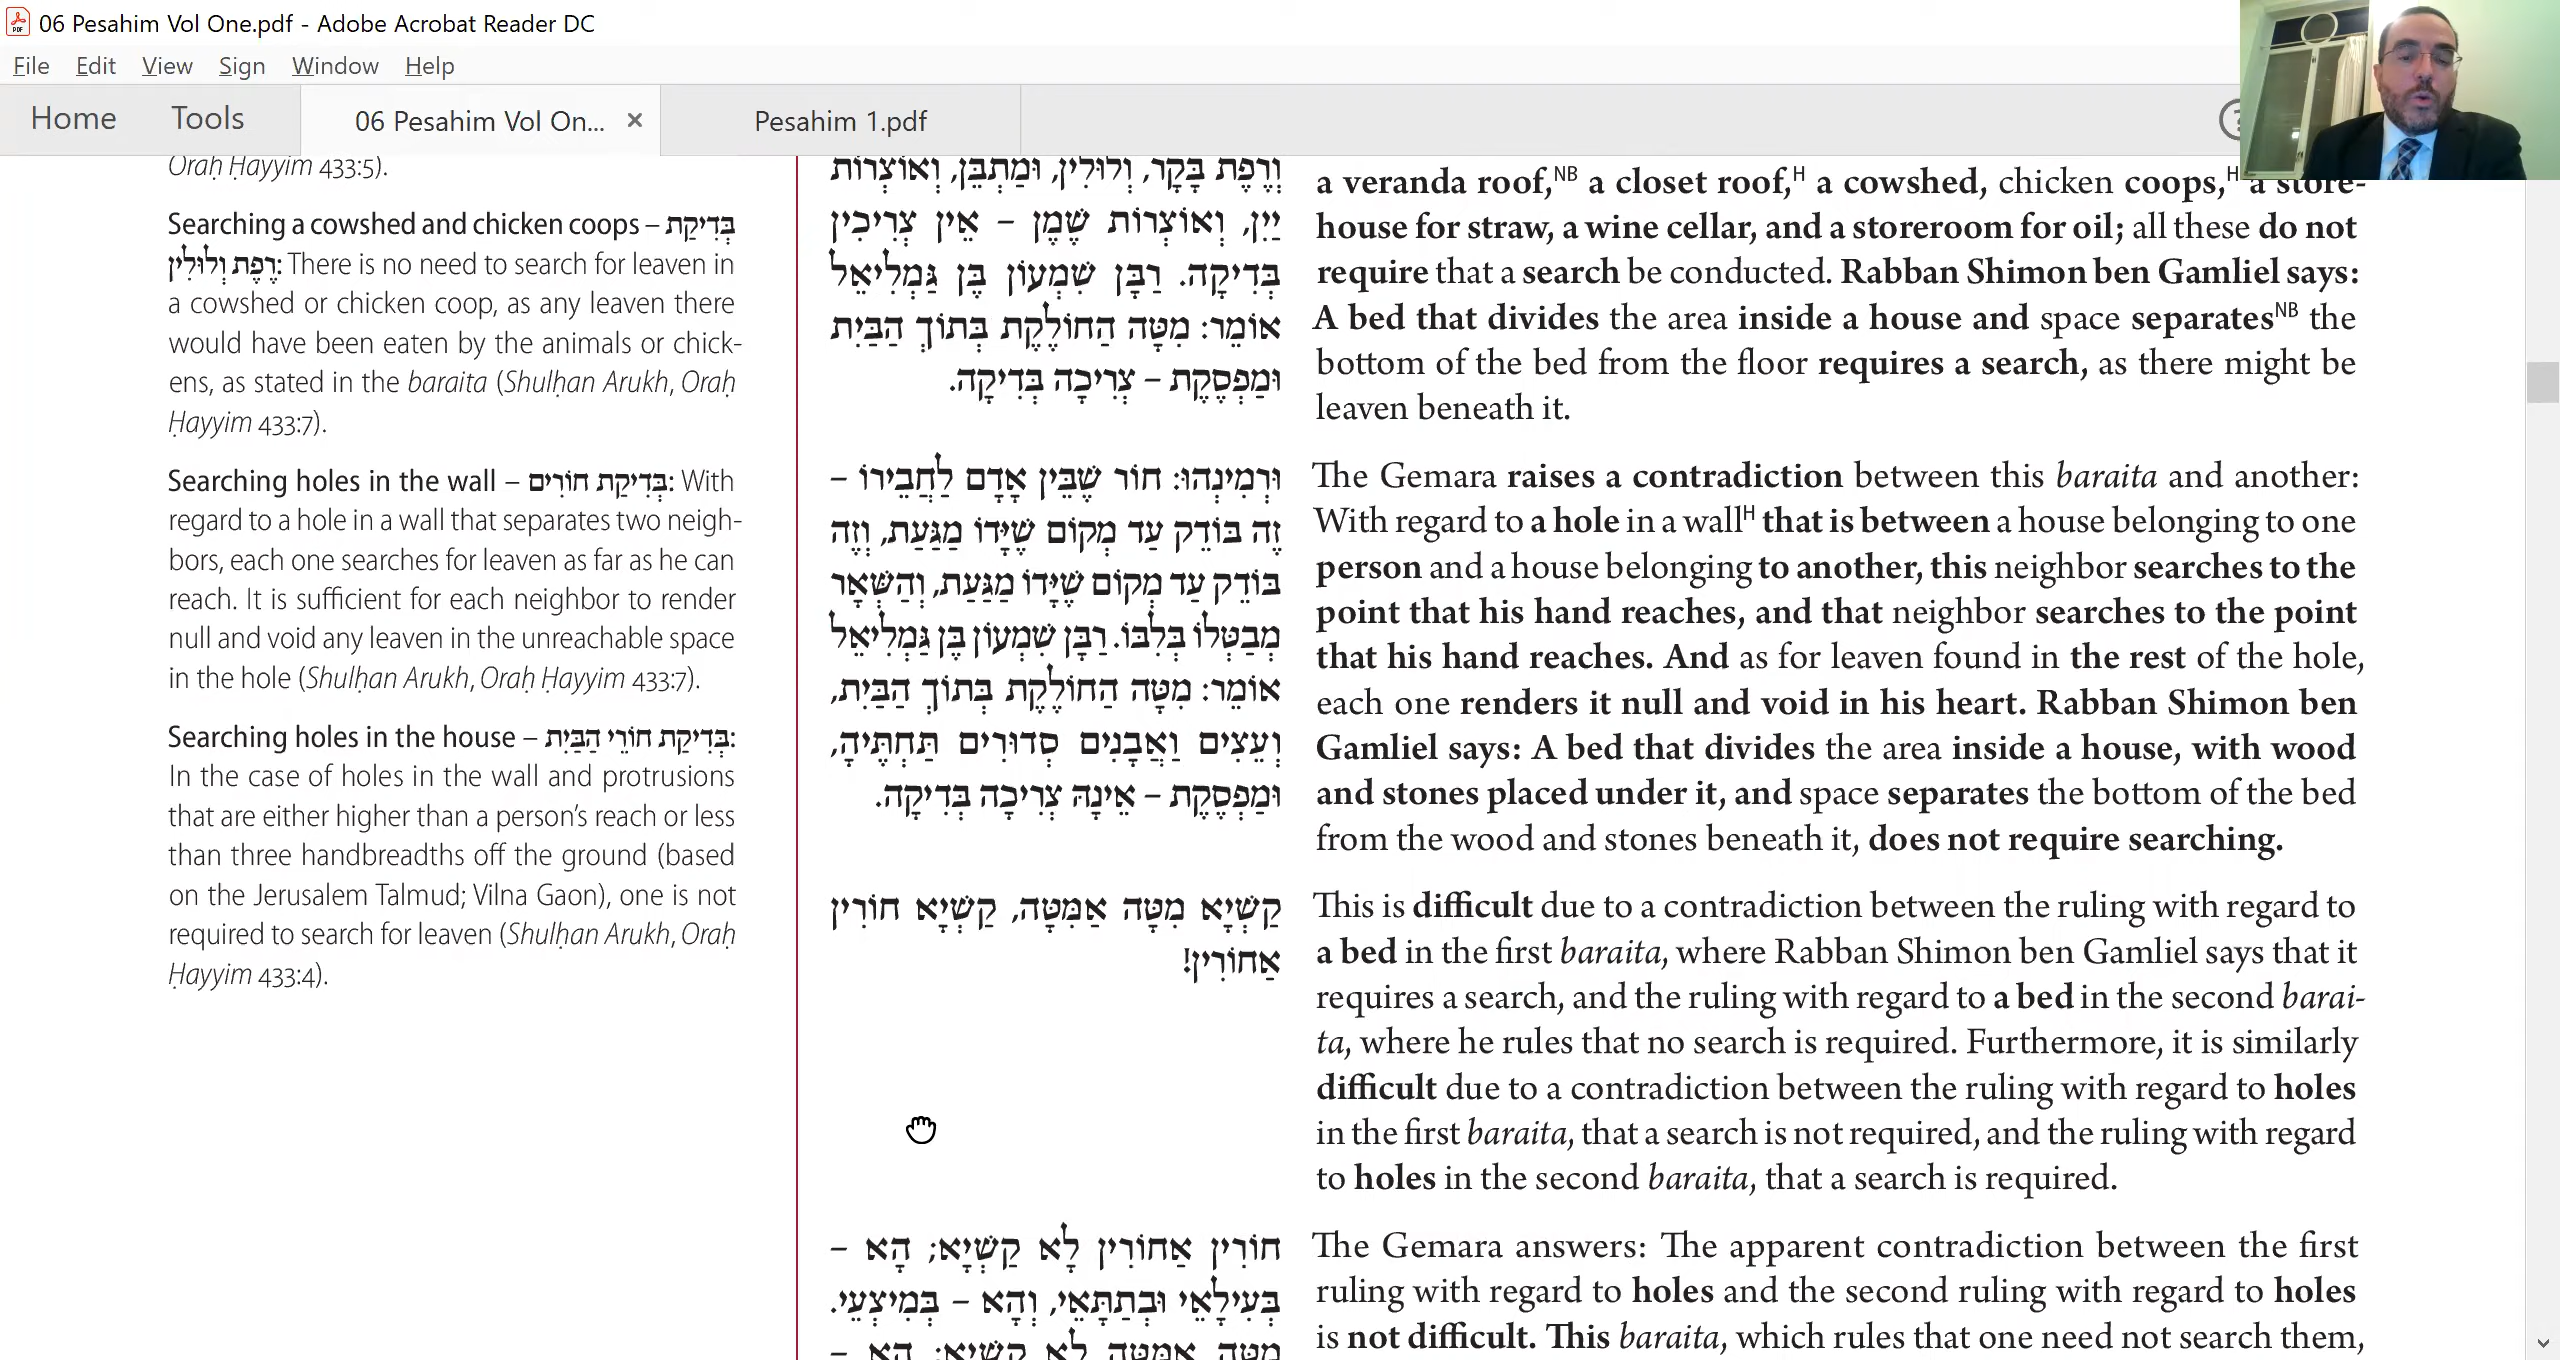 06 Pesahim Vol One.pdf - Adobe Acrobat Reader DC
File Edit View Sign Window Help
Home Tools 06 Pesahim Vol On... × Pesahim 1.pdf
Oraḥ Ḥayyim 433:5).
Searching a cowshed and chicken coops – בְּדִיקַת
רֶפֶת וְלוּלִין: There is no need to search for leaven in
a cowshed or chicken coop, as any leaven there
would have been eaten by the animals or chick-
ens, as stated in the baraita (Shulḥan Arukh, Oraḥ
Ḥayyim 433:7).
Searching holes in the wall – בְּדִיקַת חוֹרִים: With
regard to a hole in a wall that separates two neigh-
bors, each one searches for leaven as far as he can
reach. It is sufficient for each neighbor to render
null and void any leaven in the unreachable space
in the hole (Shulḥan Arukh, Oraḥ Ḥayyim 433:7).
Searching holes in the house – בְּדִיקַת חוֹרֵי הַבַּיִת:
In the case of holes in the wall and protrusions
that are either higher than a person's reach or less
than three handbreadths off the ground (based
on the Jerusalem Talmud; Vilna Gaon), one is not
required to search for leaven (Shulḥan Arukh, Oraḥ
Ḥayyim 433:4).
וְרֶפֶת בָּקָר, וְלוּלִין, וּמַתְבֵּן, וְאוֹצְרוֹת
יַיִן, וְאוֹצְרוֹת שֶׁמֶן – אֵין צְרִיכִין
בְּדִיקָה. רַבָּן שִׁמְעוֹן בֶּן גַּמְלִיאֵל
אוֹמֵר: מִטָּה הַחוֹלֶקֶת בְּתוֹךְ הַבַּיִת
וּמַפְסֶקֶת – צְרִיכָה בְּדִיקָה.
וּרְמִינְהוּ: חוֹר שֶׁבֵּין אָדָם לַחֲבֵירוֹ –
זֶה בּוֹדֵק עַד מְקוֹם שֶׁיָּדוֹ מַגַּעַת, וְזֶה
בּוֹדֵק עַד מְקוֹם שֶׁיָּדוֹ מַגַּעַת, וְהַשְּׁאָר
מְבַטְּלוֹ בְּלִבּוֹ. רַבָּן שִׁמְעוֹן בֶּן גַּמְלִיאֵל
אוֹמֵר: מִטָּה הַחוֹלֶקֶת בְּתוֹךְ הַבַּיִת,
וְעֵצִים וַאֲבָנִים סְדוּרִים תַּחְתֶּיהָ,
וּמַפְסֶקֶת – אֵינָהּ צְרִיכָה בְּדִיקָה.
קַשְׁיָא מִטָּה אַמִּטָּה, קַשְׁיָא חוֹרִין
אַחוֹרִין!
חוֹרִין אַחוֹרִין לָא קַשְׁיָא; הָא –
בְּעִילָאֵי וּבְתַתָּאֵי, וְהָא – בְּמִיצְעֵי.
מִטָּה אַמִּטָּה לָא קַשְׁיָא: הָא –
a veranda roof,NB a closet roof,H a cowshed, chicken coops,H a store-
house for straw, a wine cellar, and a storeroom for oil; all these do not
require that a search be conducted. Rabban Shimon ben Gamliel says:
A bed that divides the area inside a house and space separatesNB the
bottom of the bed from the floor requires a search, as there might be
leaven beneath it.
The Gemara raises a contradiction between this baraita and another:
With regard to a hole in a wallH that is between a house belonging to one
person and a house belonging to another, this neighbor searches to the
point that his hand reaches, and that neighbor searches to the point
that his hand reaches. And as for leaven found in the rest of the hole,
each one renders it null and void in his heart. Rabban Shimon ben
Gamliel says: A bed that divides the area inside a house, with wood
and stones placed under it, and space separates the bottom of the bed
from the wood and stones beneath it, does not require searching.
This is difficult due to a contradiction between the ruling with regard to
a bed in the first baraita, where Rabban Shimon ben Gamliel says that it
requires a search, and the ruling with regard to a bed in the second barai-
ta, where he rules that no search is required. Furthermore, it is similarly
difficult due to a contradiction between the ruling with regard to holes
in the first baraita, that a search is not required, and the ruling with regard
to holes in the second baraita, that a search is required.
The Gemara answers: The apparent contradiction between the first
ruling with regard to holes and the second ruling with regard to holes
is not difficult. This baraita, which rules that one need not search them,